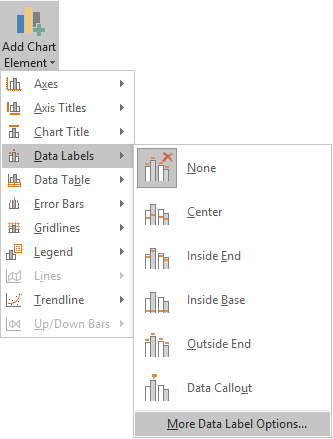 Add Chart
Element
Axes
Axis Titles
Chart Title
Data Labels
Data Table
Error Bars
Gridlines
Legend
Lines
Trendline
Up/Down Bars
None
Center
Inside End
Inside Base
Outside End
Data Callout
More Data Label Options...